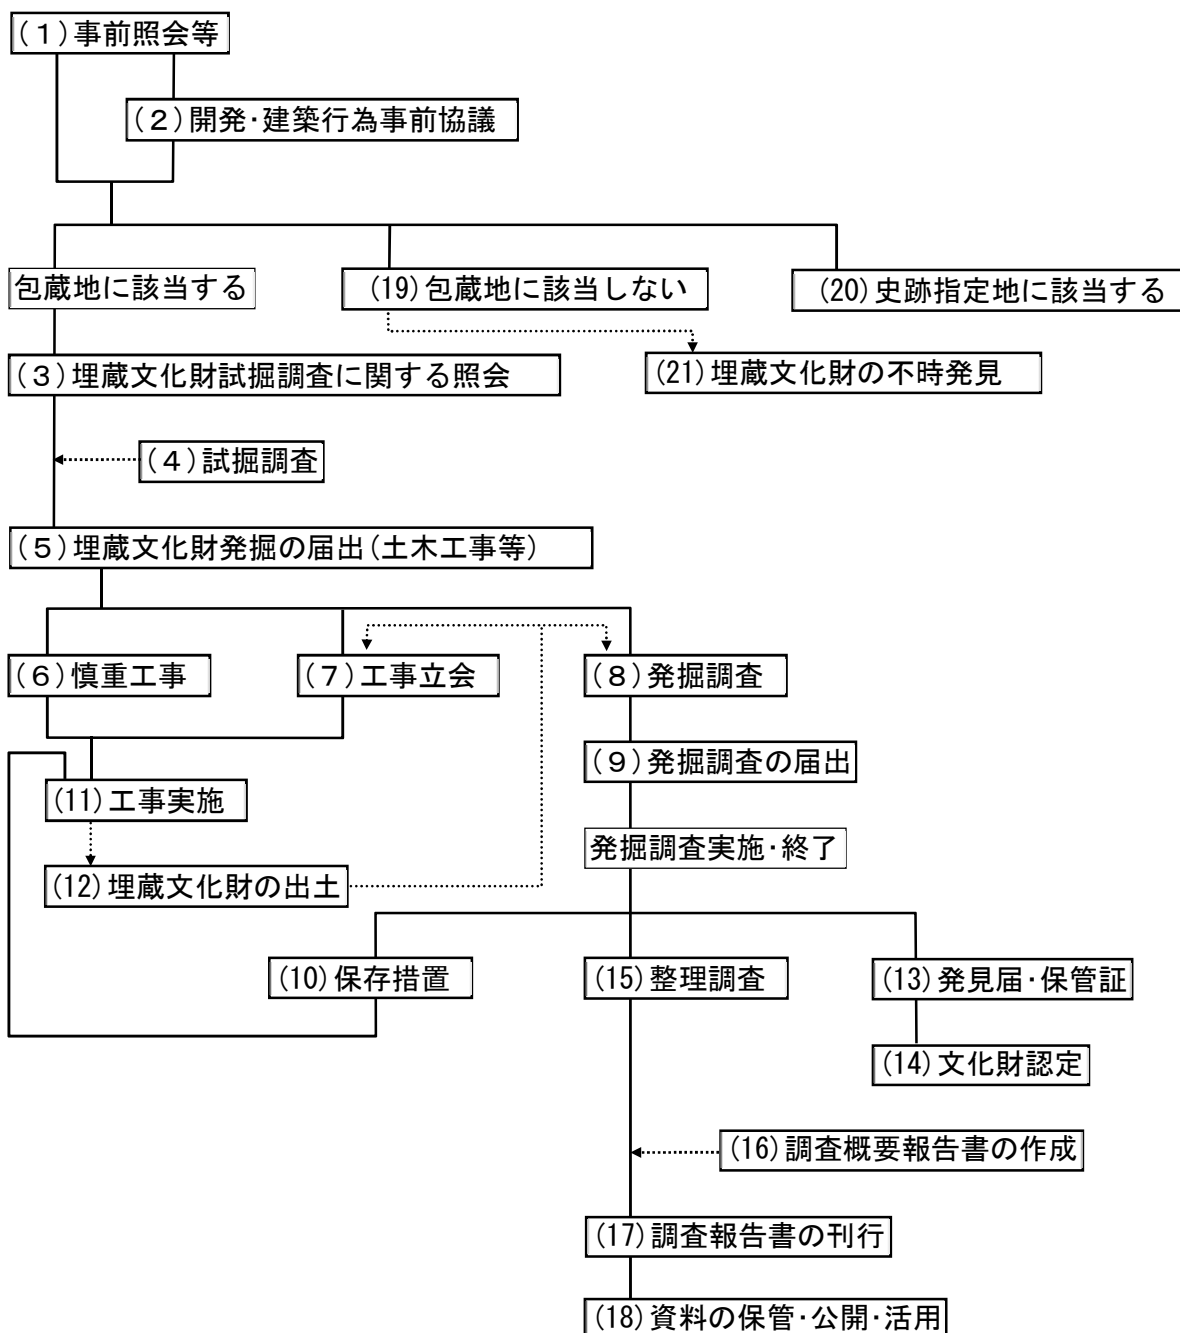 (１)事前照会等
(２)開発･建築行為事前協議
包蔵地に該当する
(19)包蔵地に該当しない
(20)史跡指定地に該当する
(３)埋蔵文化財試掘調査に関する照会
(21)埋蔵文化財の不時発見
(４)試掘調査
(５)埋蔵文化財発掘の届出(土木工事等)
(６)慎重工事
(７)工事立会
(８)発掘調査
(９)発掘調査の届出
(11)工事実施
発掘調査実施･終了
(12)埋蔵文化財の出土
(10)保存措置
(15)整理調査
(13)発見届･保管証
(14)文化財認定
(16)調査概要報告書の作成
(17)調査報告書の刊行
(18)資料の保管･公開･活用